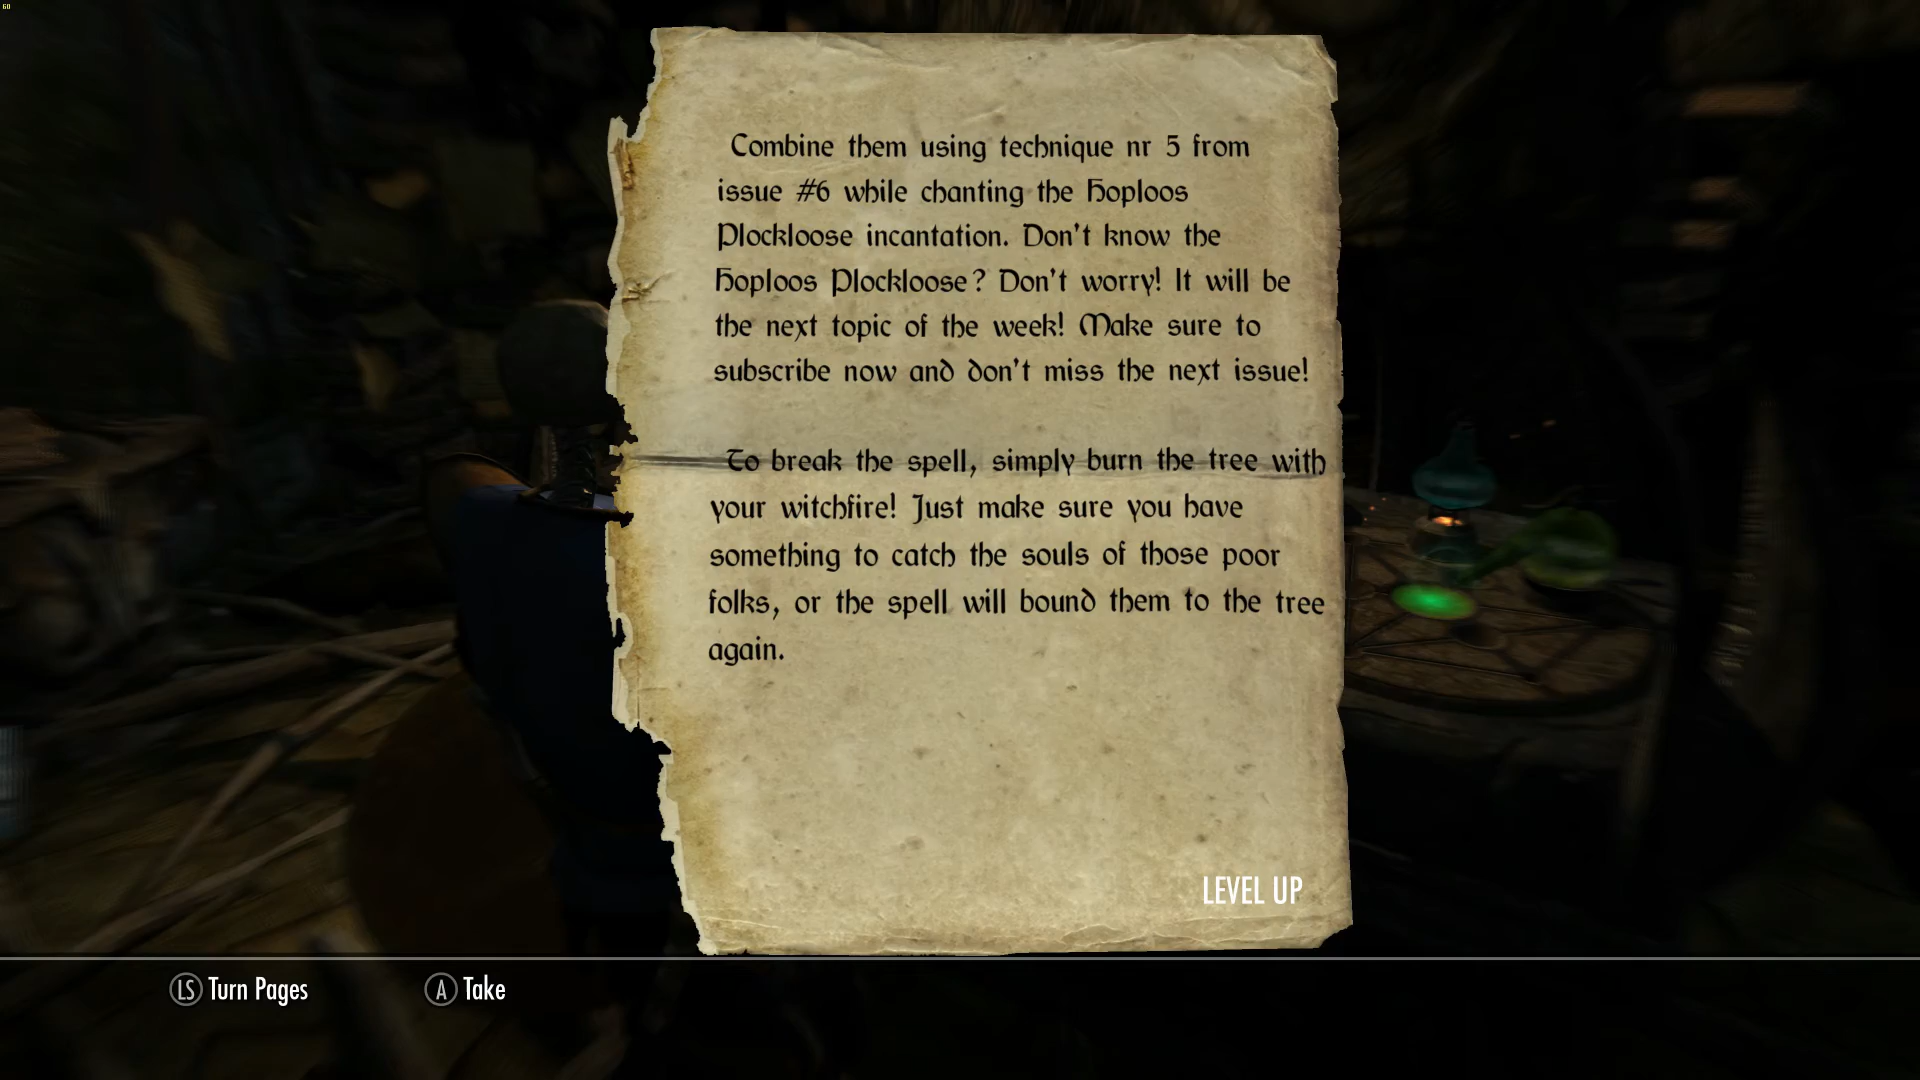 60
Combine them using technique nr 5 from
issue #6 while chanting the Hoploos
Plockloose incantation. Don't know the
Hoploos Plockloose? Don't worry! It will be
the next topic of the week! Make sure to
subscribe now and don't miss the next issue!
To break the spell, simply burn the tree with
your witchfire! Just make sure you have
something to catch the souls of those poor
folks, or the spell will bound them to the tree
again.
LEVEL UP
LS Turn Pages
A Take